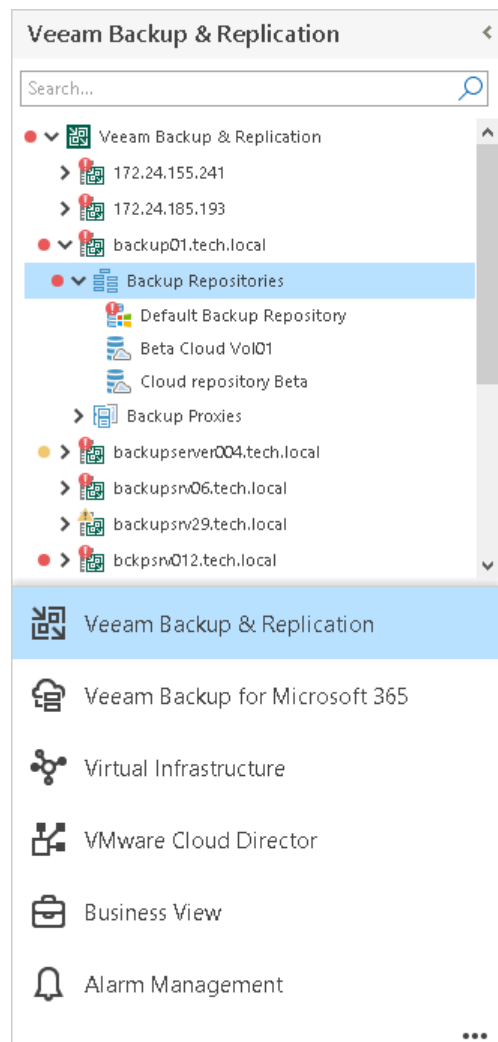 Veeam Backup & Replication
Search...
Veeam Backup & Replication
172.24.155.241
172.24.185.193
backup01.tech.local
Backup Repositories
Default Backup Repository
Beta Cloud Vol01
Cloud repository Beta
Backup Proxies
backupserver004.tech.local
backupsrv06.tech.local
backupsrv29.tech.local
bckpsrv012.tech.local
Veeam Backup & Replication
Veeam Backup for Microsoft 365
Virtual Infrastructure
VMware Cloud Director
Business View
Alarm Management